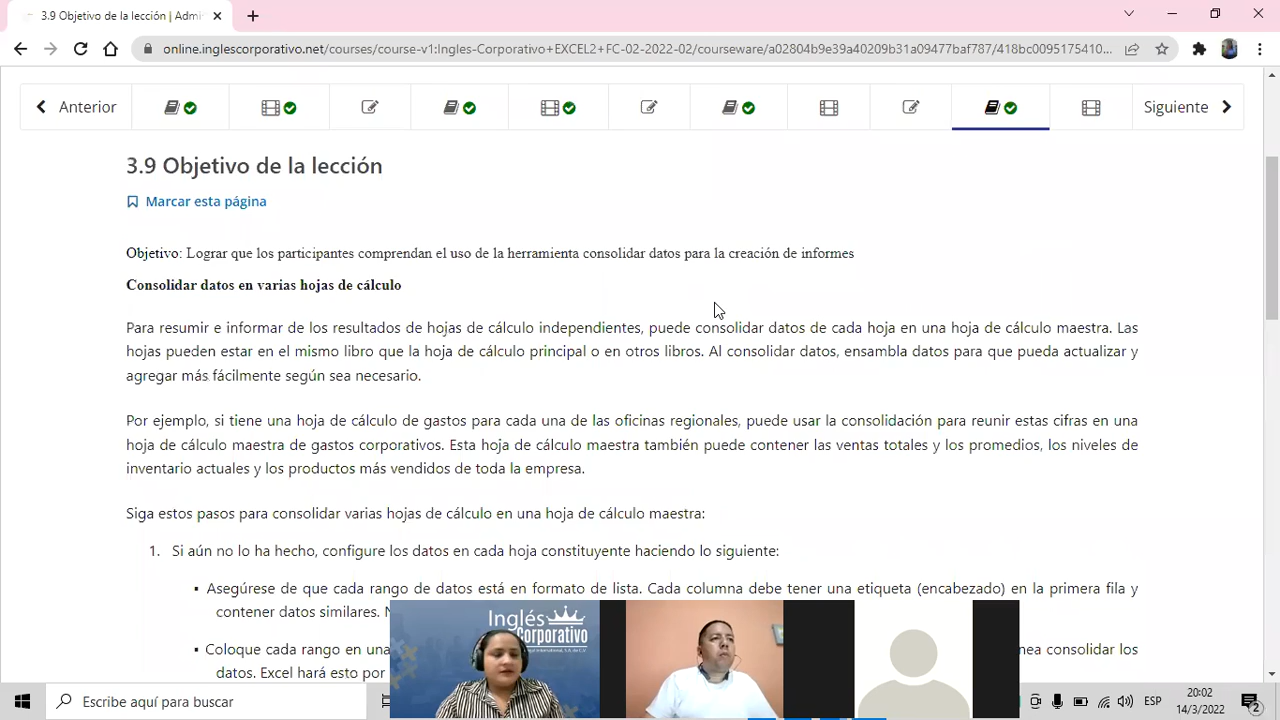 3.9 Objetivo de la lección | Admi
online.inglescorporativo.net/courses/course-v1:Ingles-Corporativo+EXCEL2+FC-02-2022-02/courseware/a02804b9e39a40209b31a09477baf787/418bc0095175410...
Anterior
Siguiente
3.9 Objetivo de la lección
Marcar esta página
Objetivo: Lograr que los participantes comprendan el uso de la herramienta consolidar datos para la creación de informes
Consolidar datos en varias hojas de cálculo
Para resumir e informar de los resultados de hojas de cálculo independientes, puede consolidar datos de cada hoja en una hoja de cálculo maestra. Las
hojas pueden estar en el mismo libro que la hoja de cálculo principal o en otros libros. Al consolidar datos, ensambla datos para que pueda actualizar y
agregar más fácilmente según sea necesario.
Por ejemplo, si tiene una hoja de cálculo de gastos para cada una de las oficinas regionales, puede usar la consolidación para reunir estas cifras en una
hoja de cálculo maestra de gastos corporativos. Esta hoja de cálculo maestra también puede contener las ventas totales y los promedios, los niveles de
inventario actuales y los productos más vendidos de toda la empresa.
Siga estos pasos para consolidar varias hojas de cálculo en una hoja de cálculo maestra:
1. Si aún no lo ha hecho, configure los datos en cada hoja constituyente haciendo lo siguiente:
▪ Asegúrese de que cada rango de datos está en formato de lista. Cada columna debe tener una etiqueta (encabezado) en la primera fila y
contener datos similares.
▪ Coloque cada rango en una consolidar los
datos. Excel hará esto por
Inglés
Corporativo
Escribe aquí para buscar
ESP
20:02
14/3/2022
2